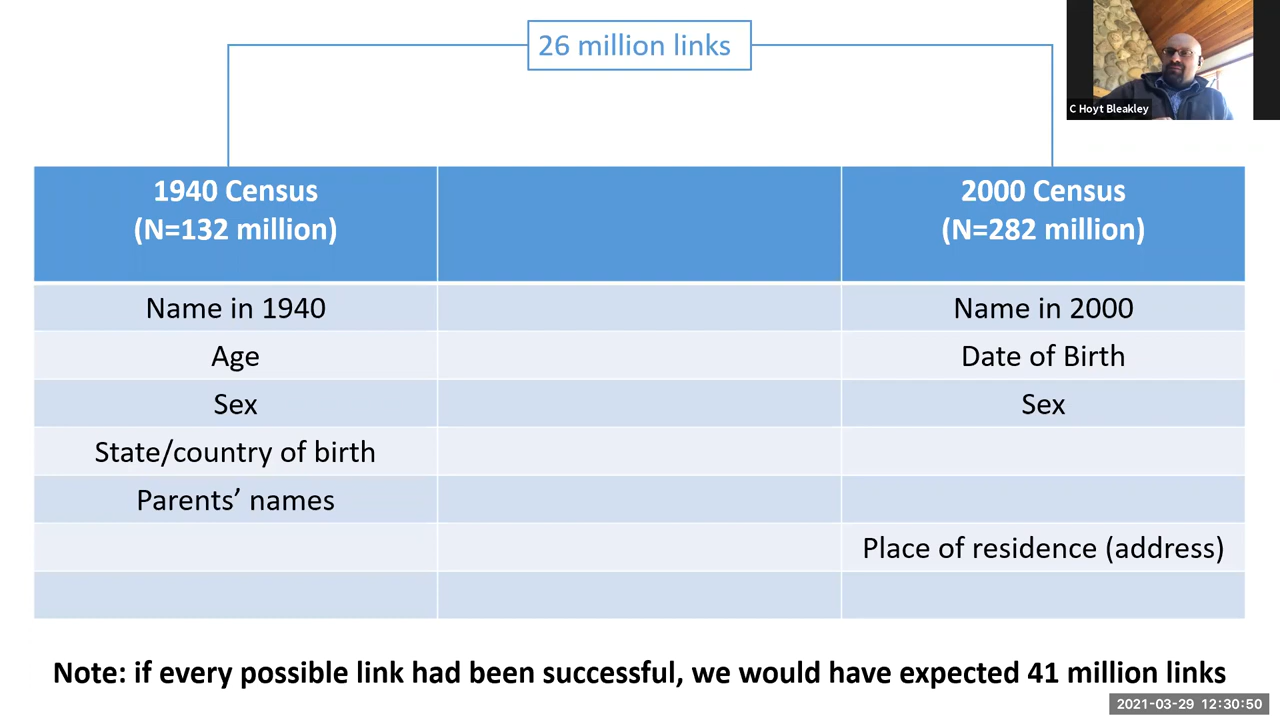 26 million links
C Hoyt Bleakley
1940 Census
(N=132 million)
2000 Census
(N=282 million)
Name in 1940
Name in 2000
Age
Date of Birth
Sex
Sex
State/country of birth
Parents’ names
Place of residence (address)
Note: if every possible link had been successful, we would have expected 41 million links
2021-03-29 12:30:50